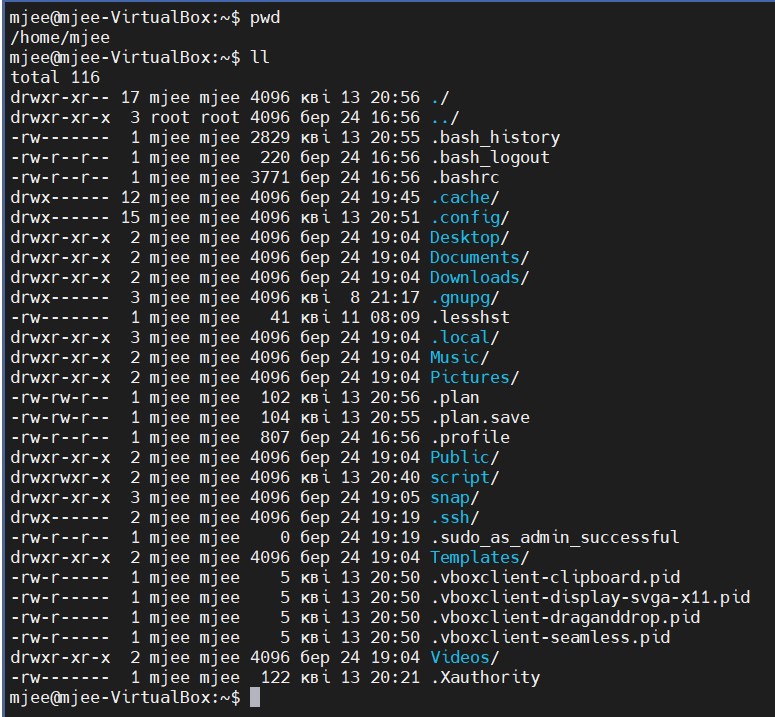 mjee@mjee-VirtualBox:~$ pwd
/home/mjee
mjee@mjee-VirtualBox:~$ ll
total 116
drwxr-xr-- 17 mjee mjee 4096 кві 13 20:56 ./
drwxr-xr-x  3 root root 4096 бер 24 16:56 ../
-rw-------  1 mjee mjee 2829 кві 13 20:55 .bash_history
-rw-r--r--  1 mjee mjee  220 бер 24 16:56 .bash_logout
-rw-r--r--  1 mjee mjee 3771 бер 24 16:56 .bashrc
drwx------ 12 mjee mjee 4096 бер 24 19:45 .cache/
drwx------ 15 mjee mjee 4096 кві 13 20:51 .config/
drwxr-xr-x  2 mjee mjee 4096 бер 24 19:04 Desktop/
drwxr-xr-x  2 mjee mjee 4096 бер 24 19:04 Documents/
drwxr-xr-x  2 mjee mjee 4096 бер 24 19:04 Downloads/
drwx------  3 mjee mjee 4096 кві  8 21:17 .gnupg/
-rw-------  1 mjee mjee   41 кві 11 08:09 .lesshst
drwxr-xr-x  3 mjee mjee 4096 бер 24 19:04 .local/
drwxr-xr-x  2 mjee mjee 4096 бер 24 19:04 Music/
drwxr-xr-x  2 mjee mjee 4096 бер 24 19:04 Pictures/
-rw-rw-r--  1 mjee mjee  102 кві 13 20:56 .plan
-rw-rw-r--  1 mjee mjee  104 кві 13 20:55 .plan.save
-rw-r--r--  1 mjee mjee  807 бер 24 16:56 .profile
drwxr-xr-x  2 mjee mjee 4096 бер 24 19:04 Public/
drwxrwxr-x  2 mjee mjee 4096 кві 13 20:40 script/
drwxr-xr-x  3 mjee mjee 4096 бер 24 19:05 snap/
drwx------  2 mjee mjee 4096 бер 24 19:19 .ssh/
-rw-r--r--  1 mjee mjee    0 бер 24 19:19 .sudo_as_admin_successful
drwxr-xr-x  2 mjee mjee 4096 бер 24 19:04 Templates/
-rw-r-----  1 mjee mjee    5 кві 13 20:50 .vboxclient-clipboard.pid
-rw-r-----  1 mjee mjee    5 кві 13 20:50 .vboxclient-display-svga-x11.pid
-rw-r-----  1 mjee mjee    5 кві 13 20:50 .vboxclient-draganddrop.pid
-rw-r-----  1 mjee mjee    5 кві 13 20:50 .vboxclient-seamless.pid
drwxr-xr-x  2 mjee mjee 4096 бер 24 19:04 Videos/
-rw-------  1 mjee mjee  122 кві 13 20:21 .Xauthority
mjee@mjee-VirtualBox:~$